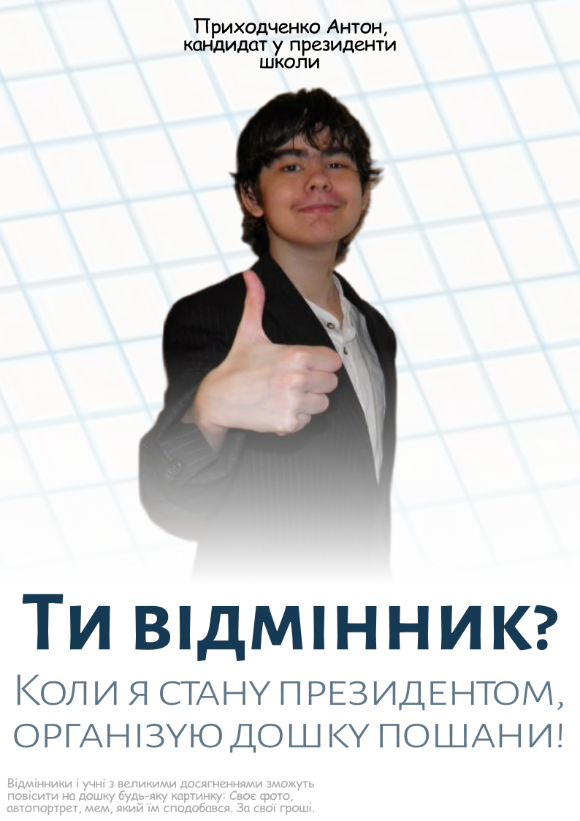 Приходченко Антон,
кандидат у президенти
школи
Ти відмінник?
Коли я стану президентом,
організую дошку пошани!
Відмінники і учні з великими досягненнями зможуть
повісити на дошку будь-яку картинку: Своє фото,
автопортрет, мем, який їм сподобався. За свої гроші.